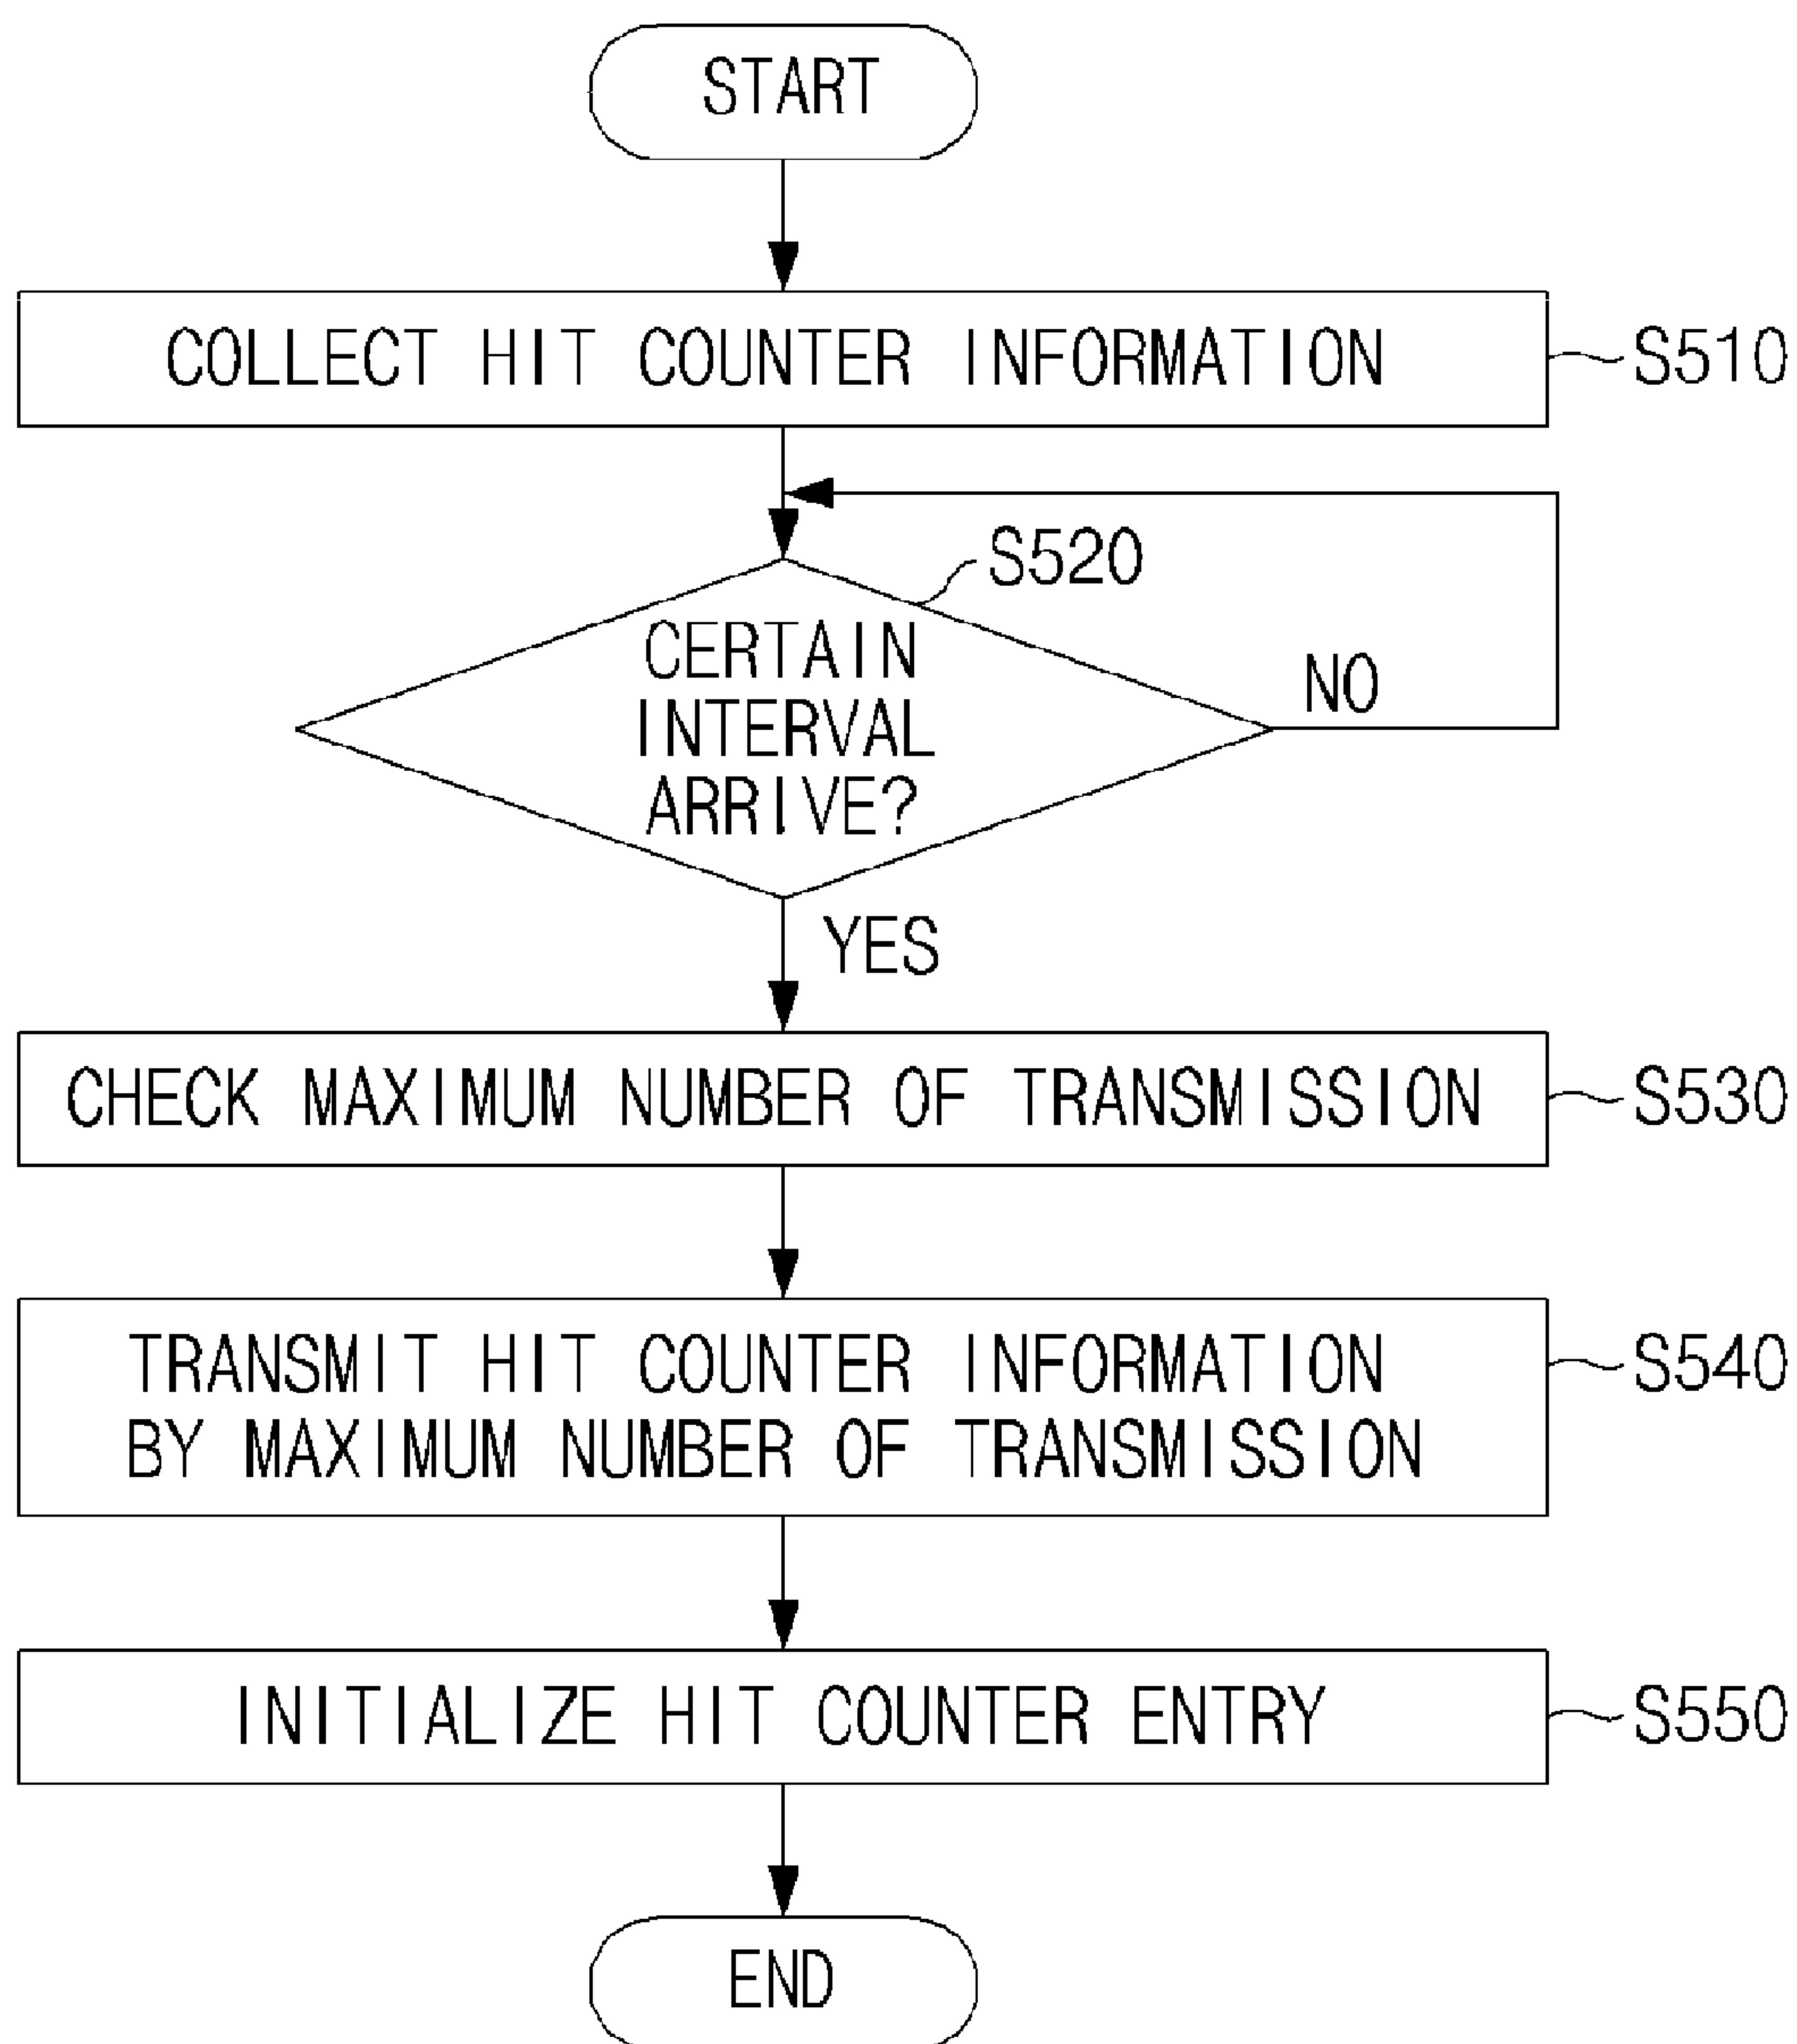 START
COLLECT HIT COUNTER INFORMATION
S510
S520
CERTAIN
INTERVAL
ARRIVE?
NO
YES
CHECK MAXIMUM NUMBER OF TRANSMISSION
S530
TRANSMIT HIT COUNTER INFORMATION
BY MAXIMUM NUMBER OF TRANSMISSION
S540
INITIALIZE HIT COUNTER ENTRY
S550
END